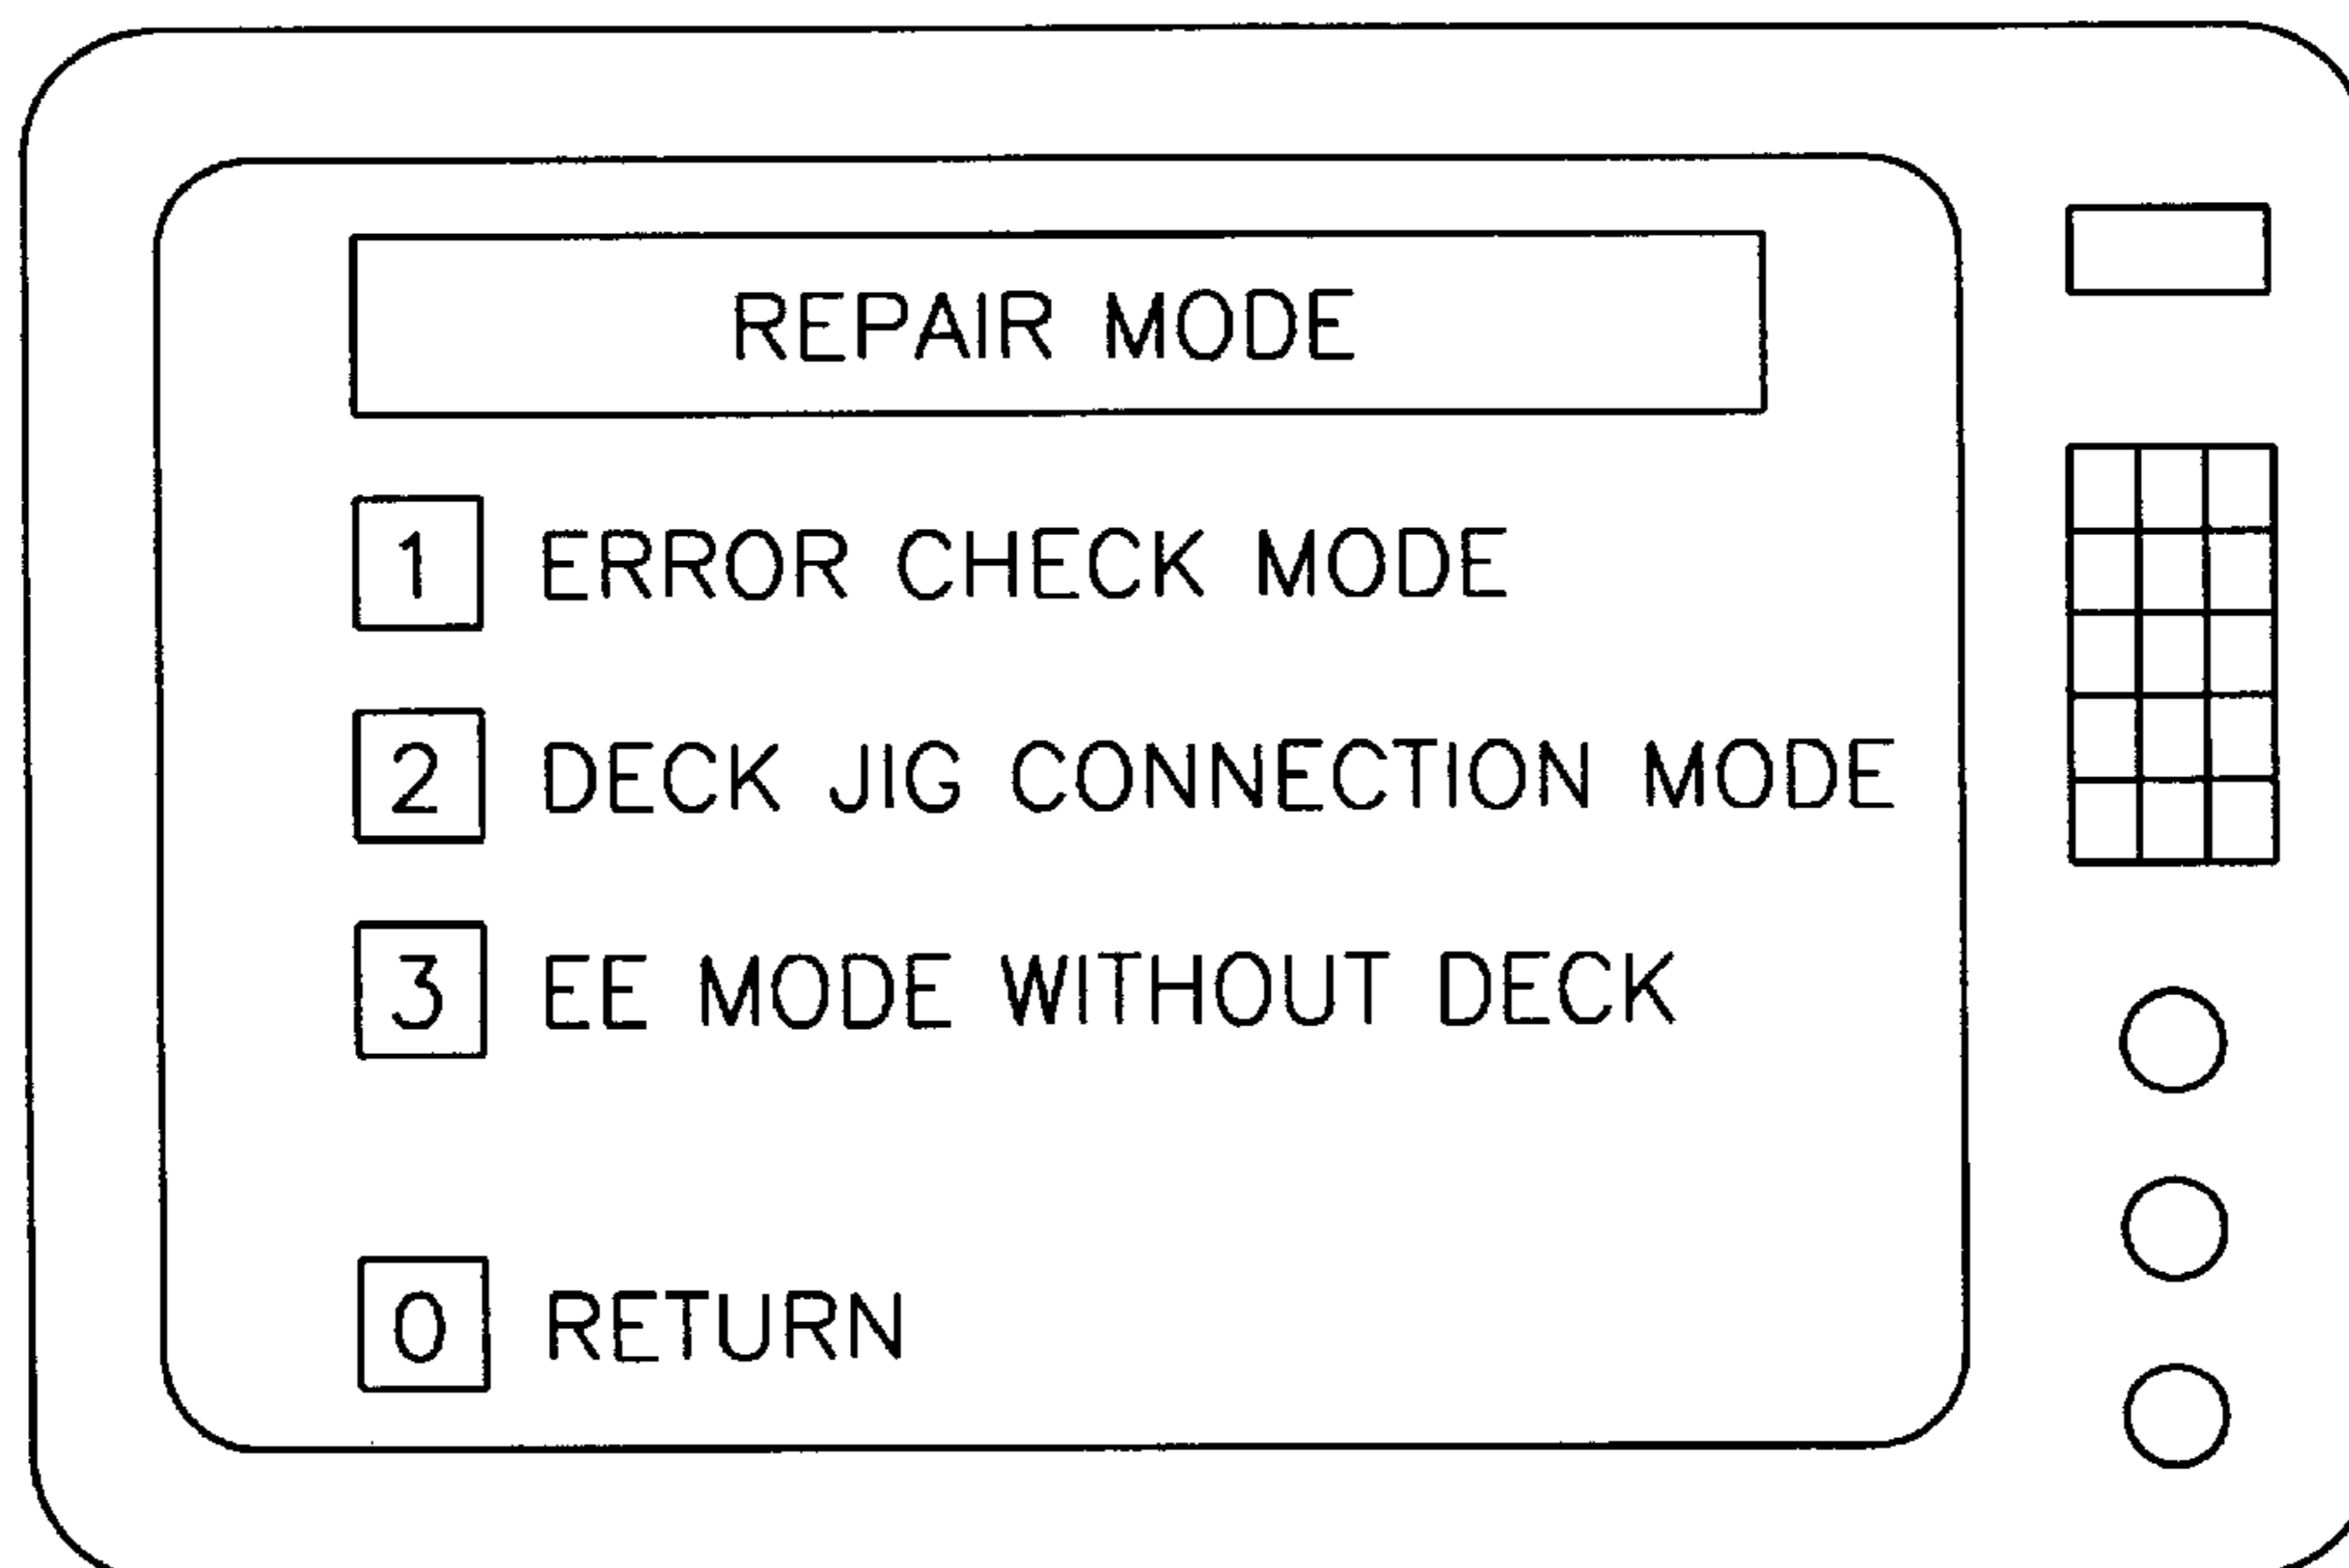 REPAIR MODE
1 ERROR CHECK MODE
2 DECK JIG CONNECTION MODE
3 EE MODE WITHOUT DECK
0 RETURN